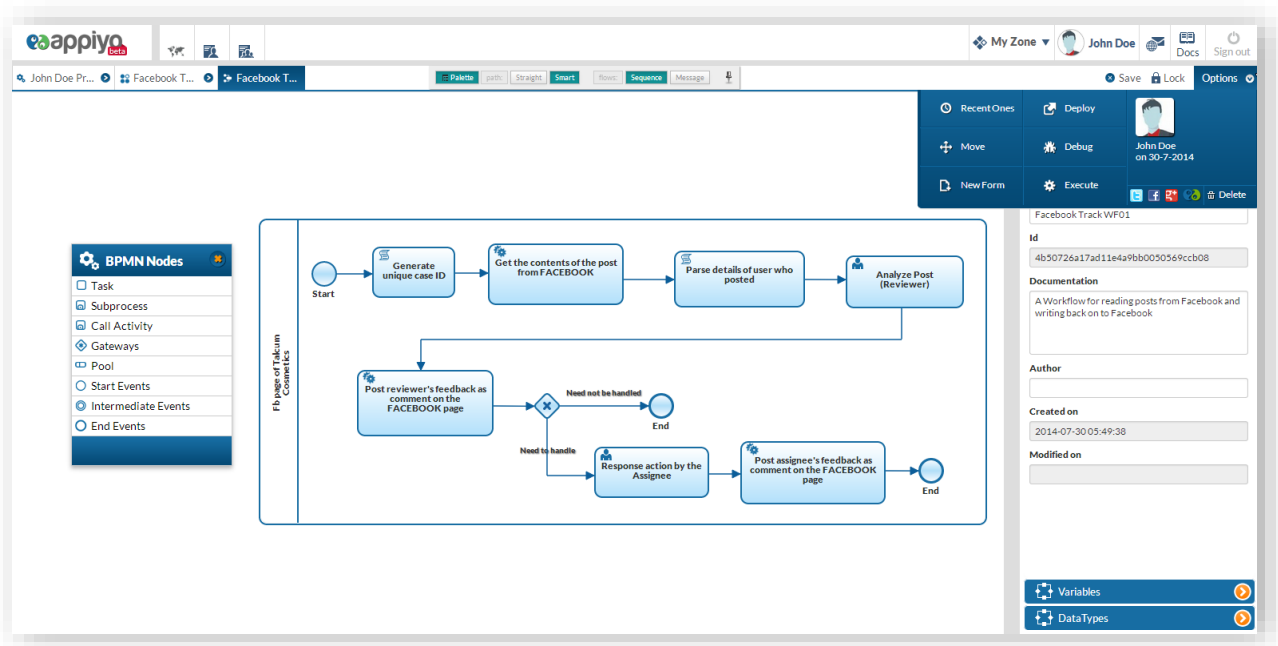 appiyo
beta
My Zone
John Doe
Docs
Sign out
John Doe Pr...
Facebook T...
Facebook T...
Palette
path:
Straight
Smart
flows:
Sequence
Message
Save
Lock
Options
Recent Ones
Deploy
Move
Debug
New Form
Execute
John Doe
on 30-7-2014
Delete
Facebook Track WF01
Id
4b50726a17ad11e4a9bb0050569ccb08
Documentation
A Workflow for reading posts from Facebook and
writing back on to Facebook
Author
Created on
2014-07-30 05:49:38
Modified on
Variables
DataTypes
BPMN Nodes
Task
Subprocess
Call Activity
Gateways
Pool
Start Events
Intermediate Events
End Events
Fb page of Talcum
Cosmetics
Start
Generate
unique case ID
Get the contents of the post
from FACEBOOK
Parse details of user who
posted
Analyze Post
(Reviewer)
Post reviewer's feedback as
comment on the
FACEBOOK page
Need not be handled
End
Need to handle
Response action by the
Assignee
Post assignee's feedback as
comment on the FACEBOOK
page
End